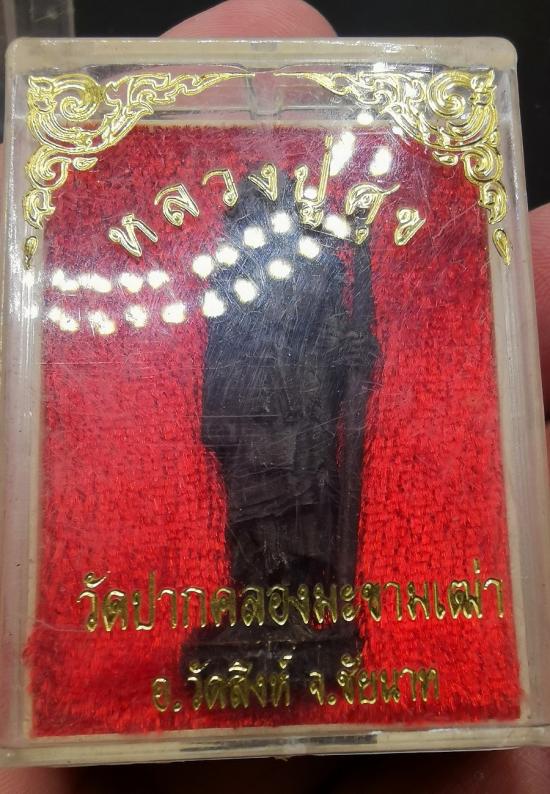 หลวงปู่ศุข
วัดปากคลองมะขามเฒ่า
อ.วัดสิงห์ จ.ชัยนาท